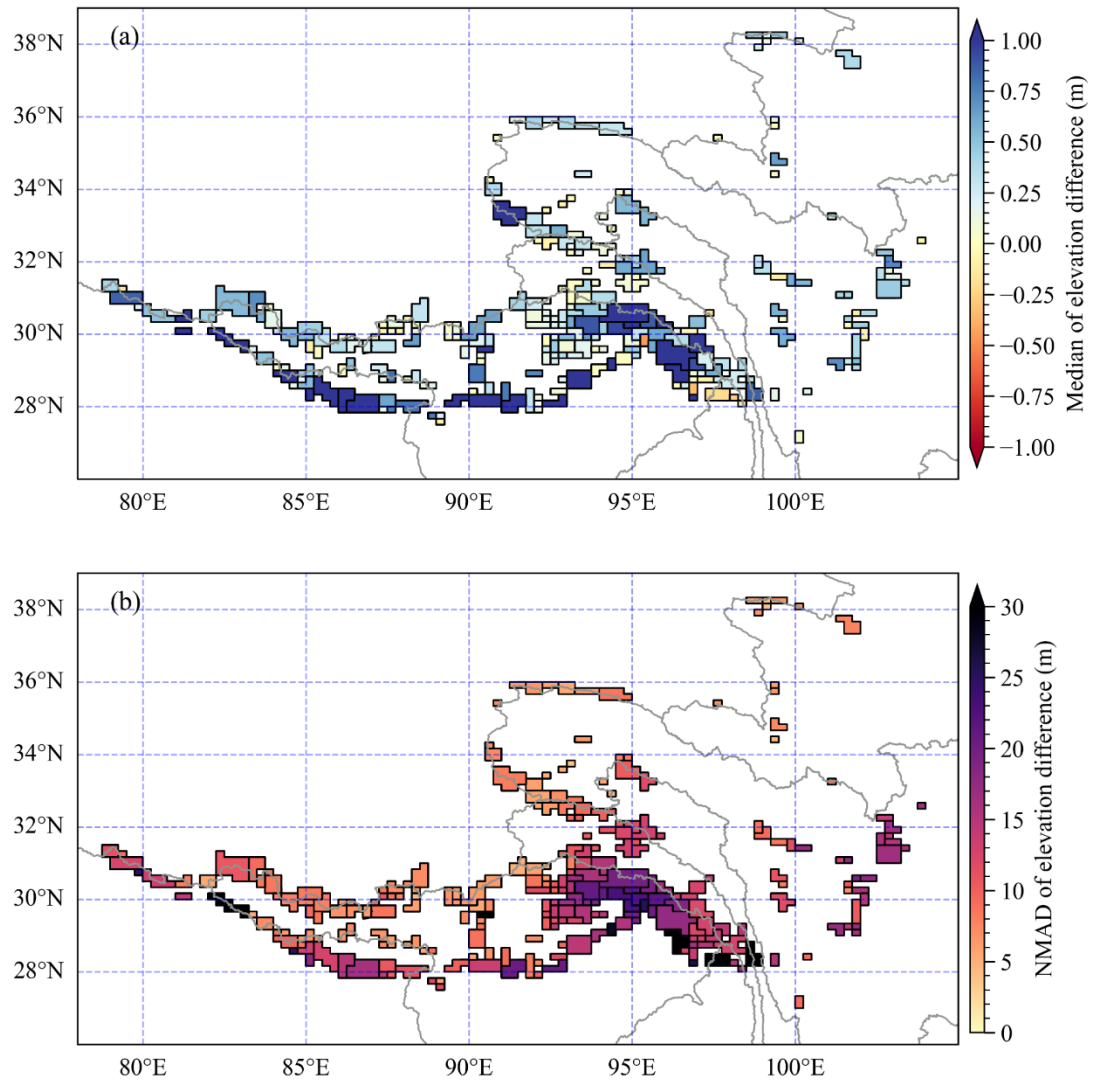 (a)
38°N
36°N
34°N
32°N
30°N
28°N
80°E 85°E 90°E 95°E 100°E
1.00
0.75
0.50
0.25
0.00
−0.25
−0.50
−0.75
−1.00
Median of elevation difference (m)
(b)
38°N
36°N
34°N
32°N
30°N
28°N
80°E 85°E 90°E 95°E 100°E
30
25
20
15
10
5
0
NMAD of elevation difference (m)